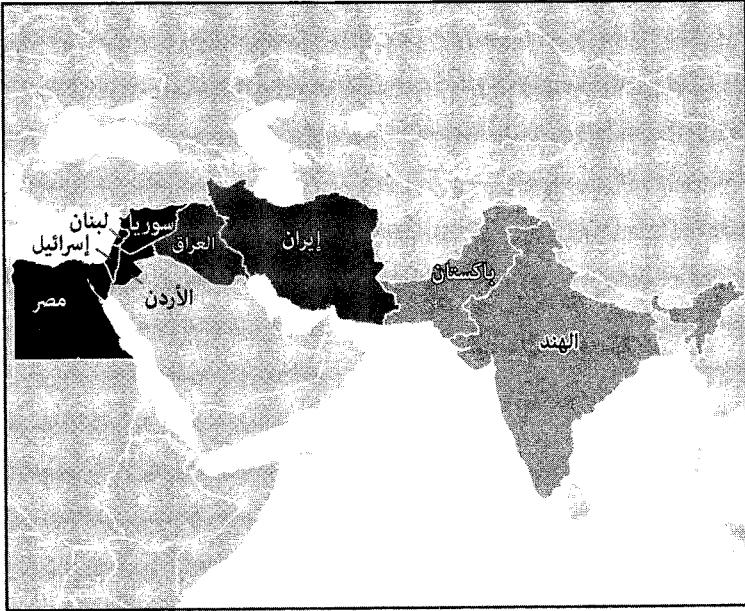 لبنان
سوريا
إسرائيل
العراق
إيران
مصر
الأردن
باكستان
الهند